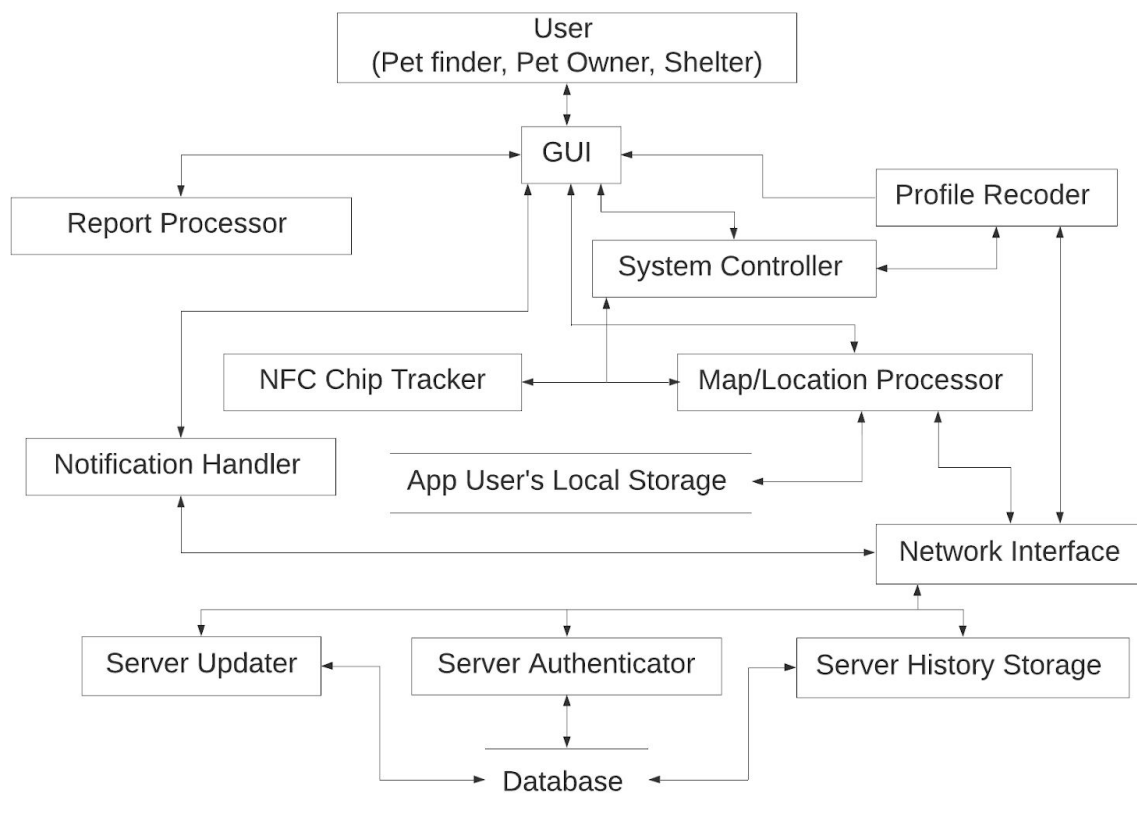 User
(Pet finder, Pet Owner, Shelter)
GUI
Profile Recoder
Report Processor
System Controller
NFC Chip Tracker
Map/Location Processor
Notification Handler
App User's Local Storage
Network Interface
Server Updater
Server Authenticator
Server History Storage
Database